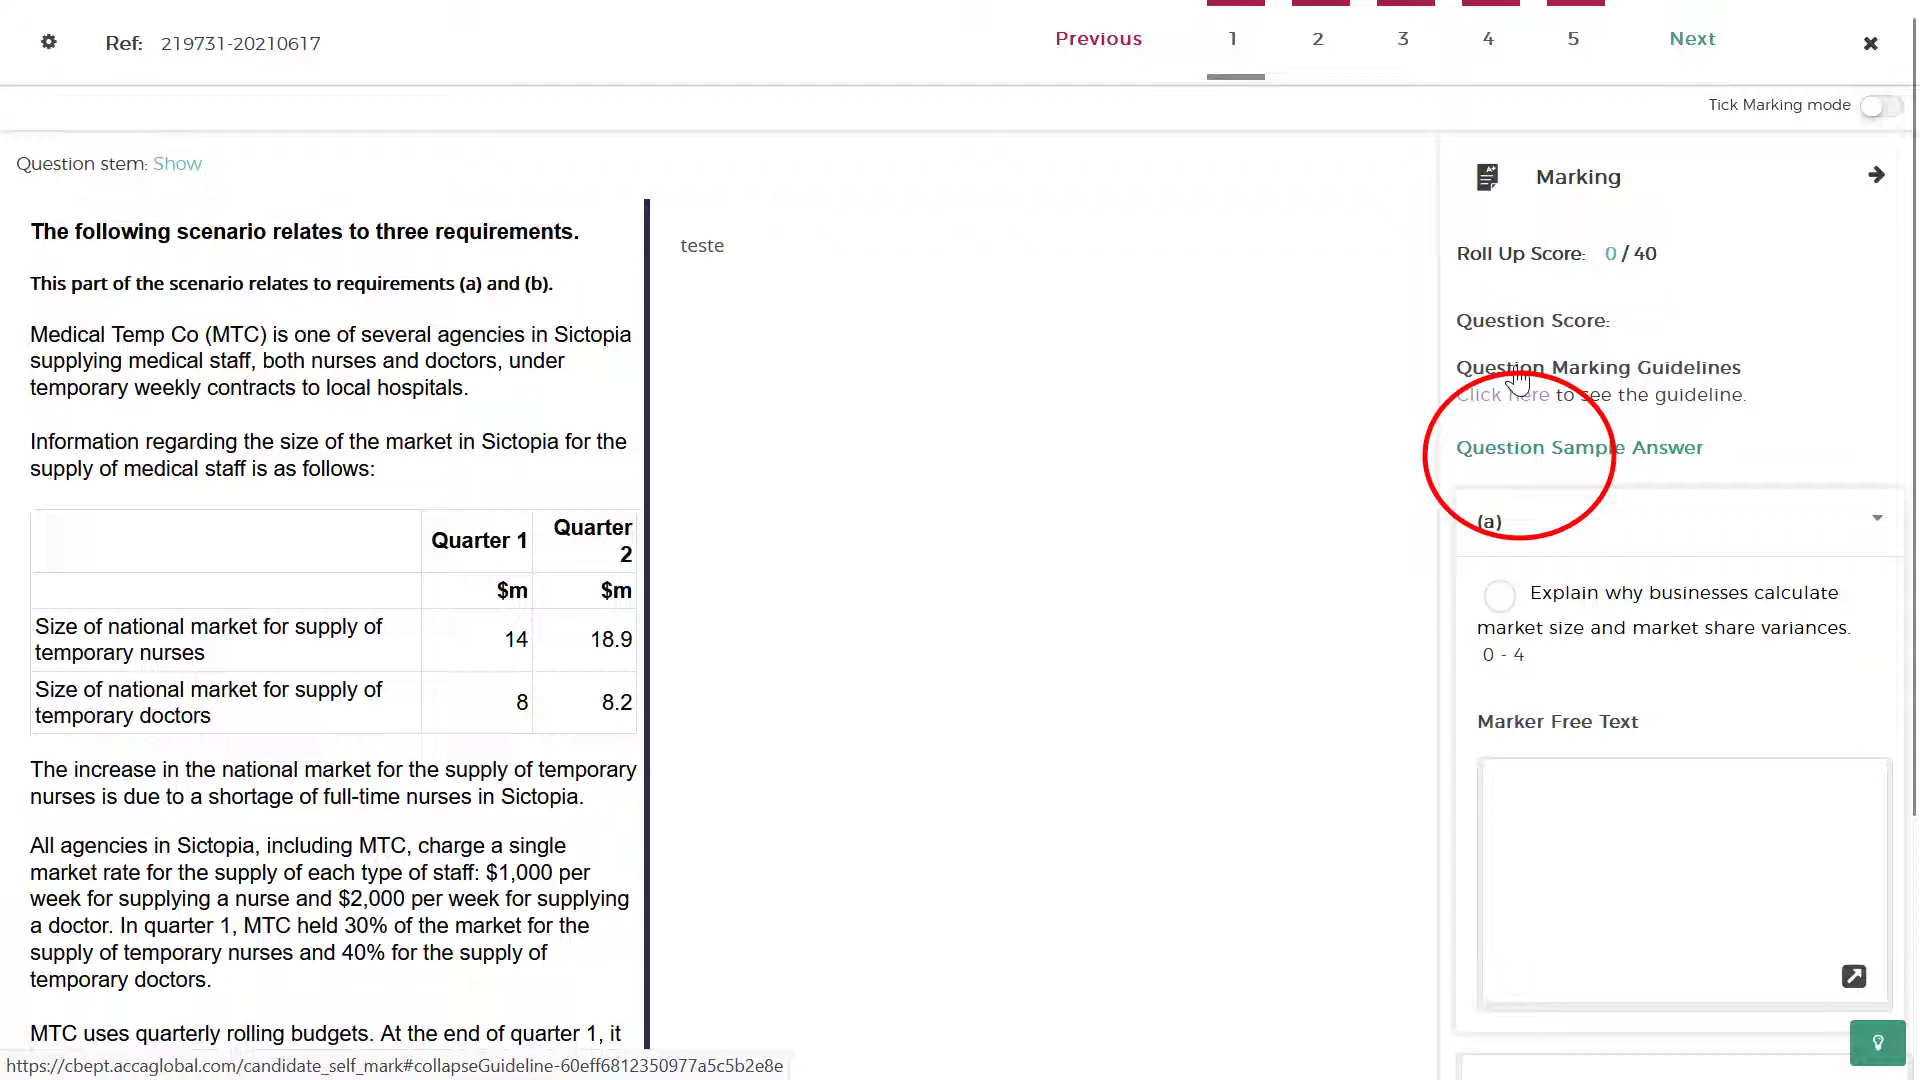 Ref: 219731-20210617
Previous 1 2 3 4 5 Next
Tick Marking mode
Question stem: Show
The following scenario relates to three requirements.
This part of the scenario relates to requirements (a) and (b).
Medical Temp Co (MTC) is one of several agencies in Sictopia
supplying medical staff, both nurses and doctors, under
temporary weekly contracts to local hospitals.
Information regarding the size of the market in Sictopia for the
supply of medical staff is as follows:
Quarter 1 Quarter
2
$m $m
Size of national market for supply of
temporary nurses 14 18.9
Size of national market for supply of
temporary doctors 8 8.2
The increase in the national market for the supply of temporary
nurses is due to a shortage of full-time nurses in Sictopia.
All agencies in Sictopia, including MTC, charge a single
market rate for the supply of each type of staff: $1,000 per
week for supplying a nurse and $2,000 per week for supplying
a doctor. In quarter 1, MTC held 30% of the market for the
supply of temporary nurses and 40% for the supply of
temporary doctors.
MTC uses quarterly rolling budgets. At the end of quarter 1, it
https://cbept.accaglobal.com/candidate_self_mark#collapseGuideline-60eff6812350977a5c5b2e8e
teste
Marking
Roll Up Score: 0 / 40
Question Score:
Question Marking Guidelines
Click here to see the guideline.
Question Sample Answer
(a)
Explain why businesses calculate
market size and market share variances.
0 - 4
Marker Free Text